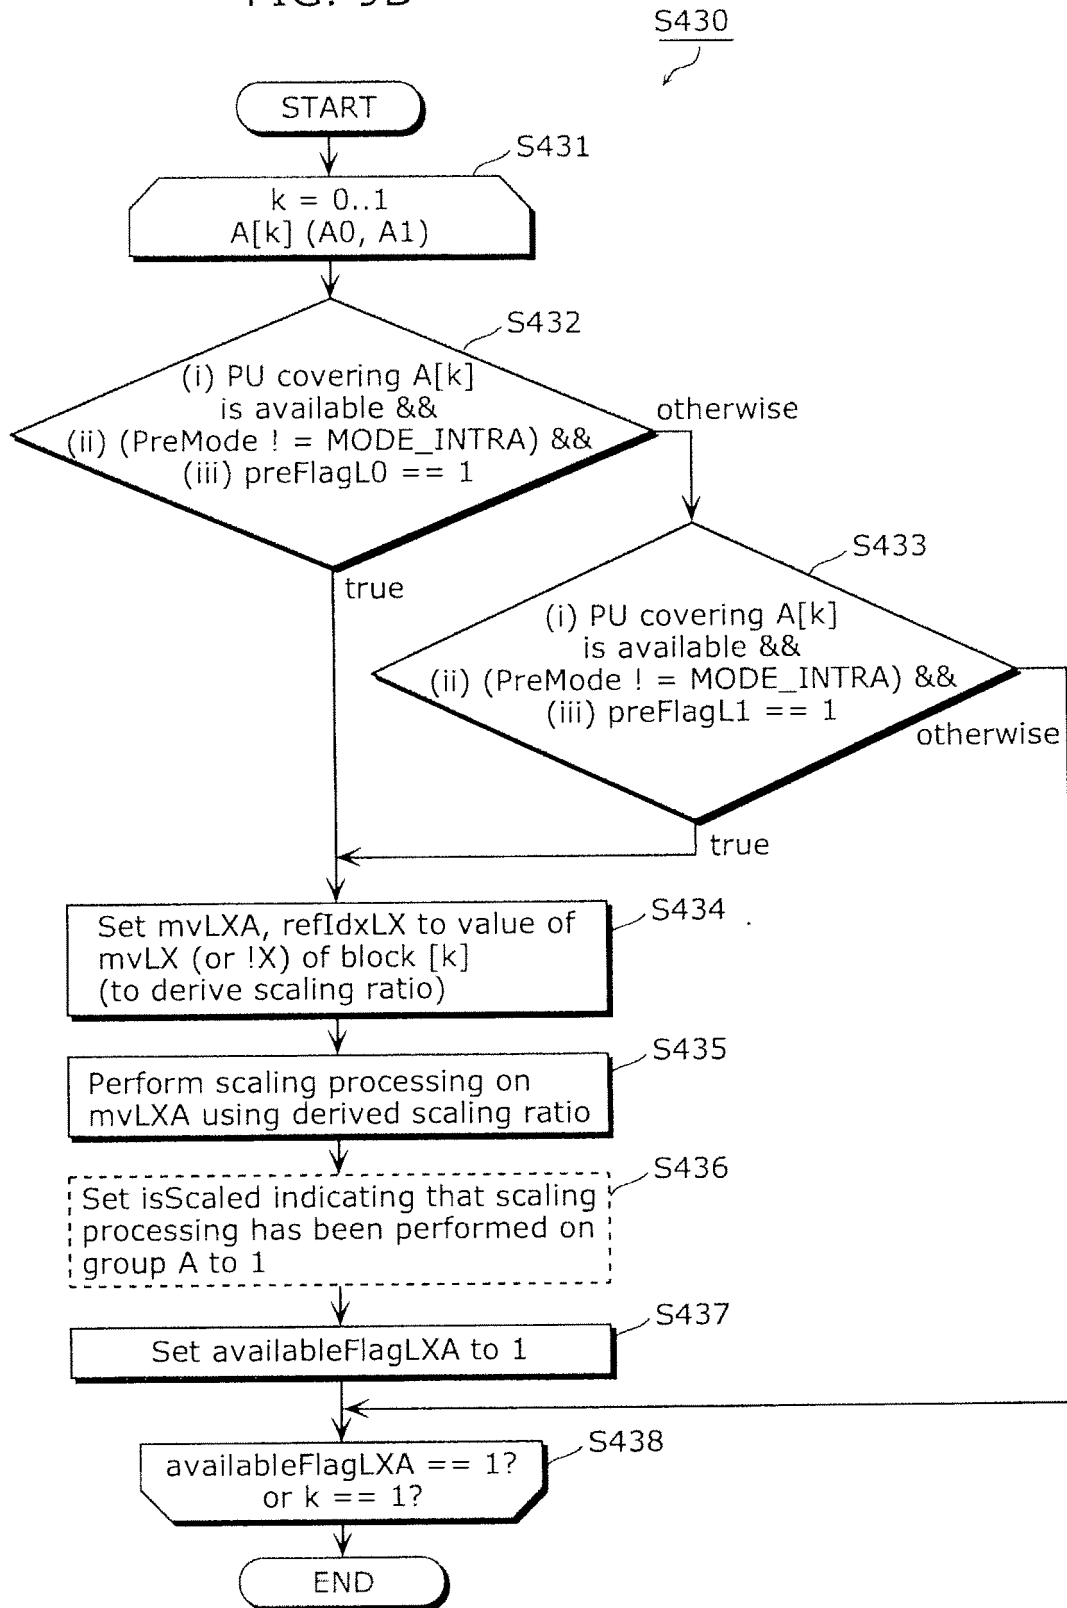 FIG. 9B
S430
START
S431
k = 0..1
A[k] (A0, A1)
S432
(i) PU covering A[k]
is available &&
(ii) (PreMode ! = MODE_INTRA) &&
(iii) preFlagL0 == 1
otherwise
true
S433
(i) PU covering A[k]
is available &&
(ii) (PreMode ! = MODE_INTRA) &&
(iii) preFlagL1 == 1
otherwise
true
S434
Set mvLXA, refIdxLX to value of
mvLX (or !X) of block [k]
(to derive scaling ratio)
S435
Perform scaling processing on
mvLXA using derived scaling ratio
S436
Set isScaled indicating that scaling
processing has been performed on
group A to 1
S437
Set availableFlagLXA to 1
S438
availableFlagLXA == 1?
or k == 1?
END